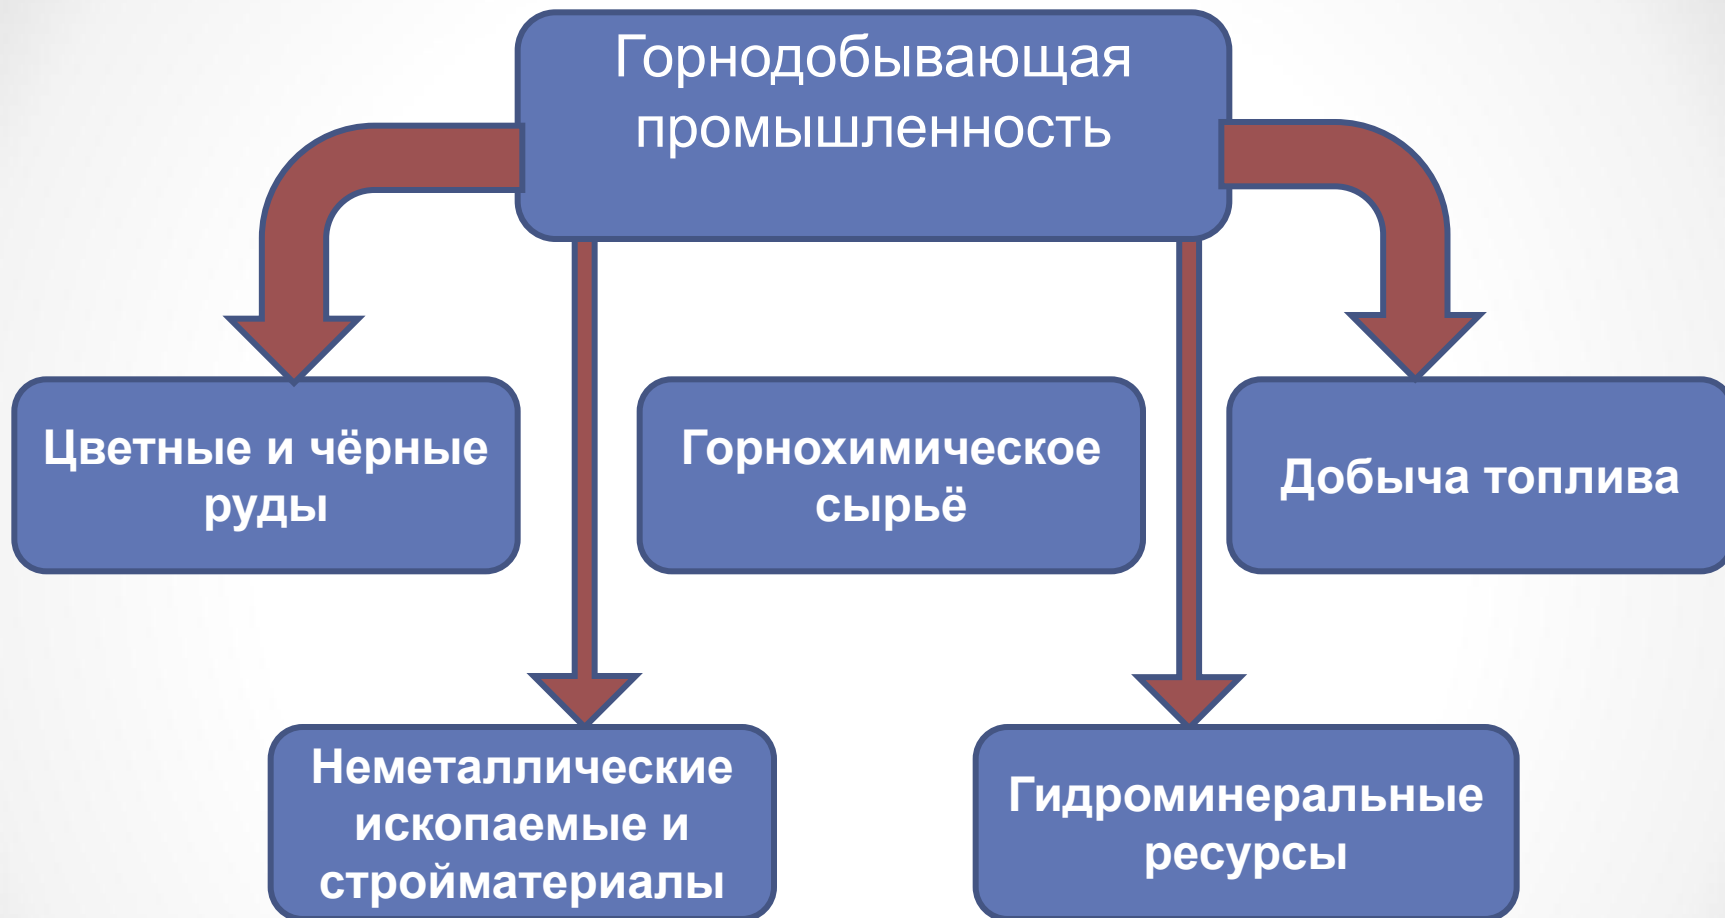 Горнодобывающая
промышленность
Цветные и чёрные
руды
Горнохимическое
сырьё
Добыча топлива
Неметаллические
ископаемые и
стройматериалы
Гидроминеральные
ресурсы